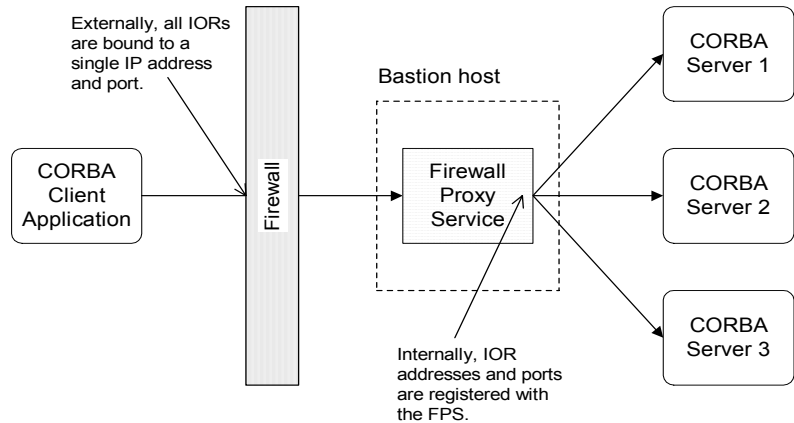 Externally, all IORs
are bound to a
single IP address
and port.
CORBA
Client
Application
Firewall
Bastion host
Firewall
Proxy
Service
Internally, IOR
addresses and ports
are registered with
the FPS.
CORBA
Server 1
CORBA
Server 2
CORBA
Server 3